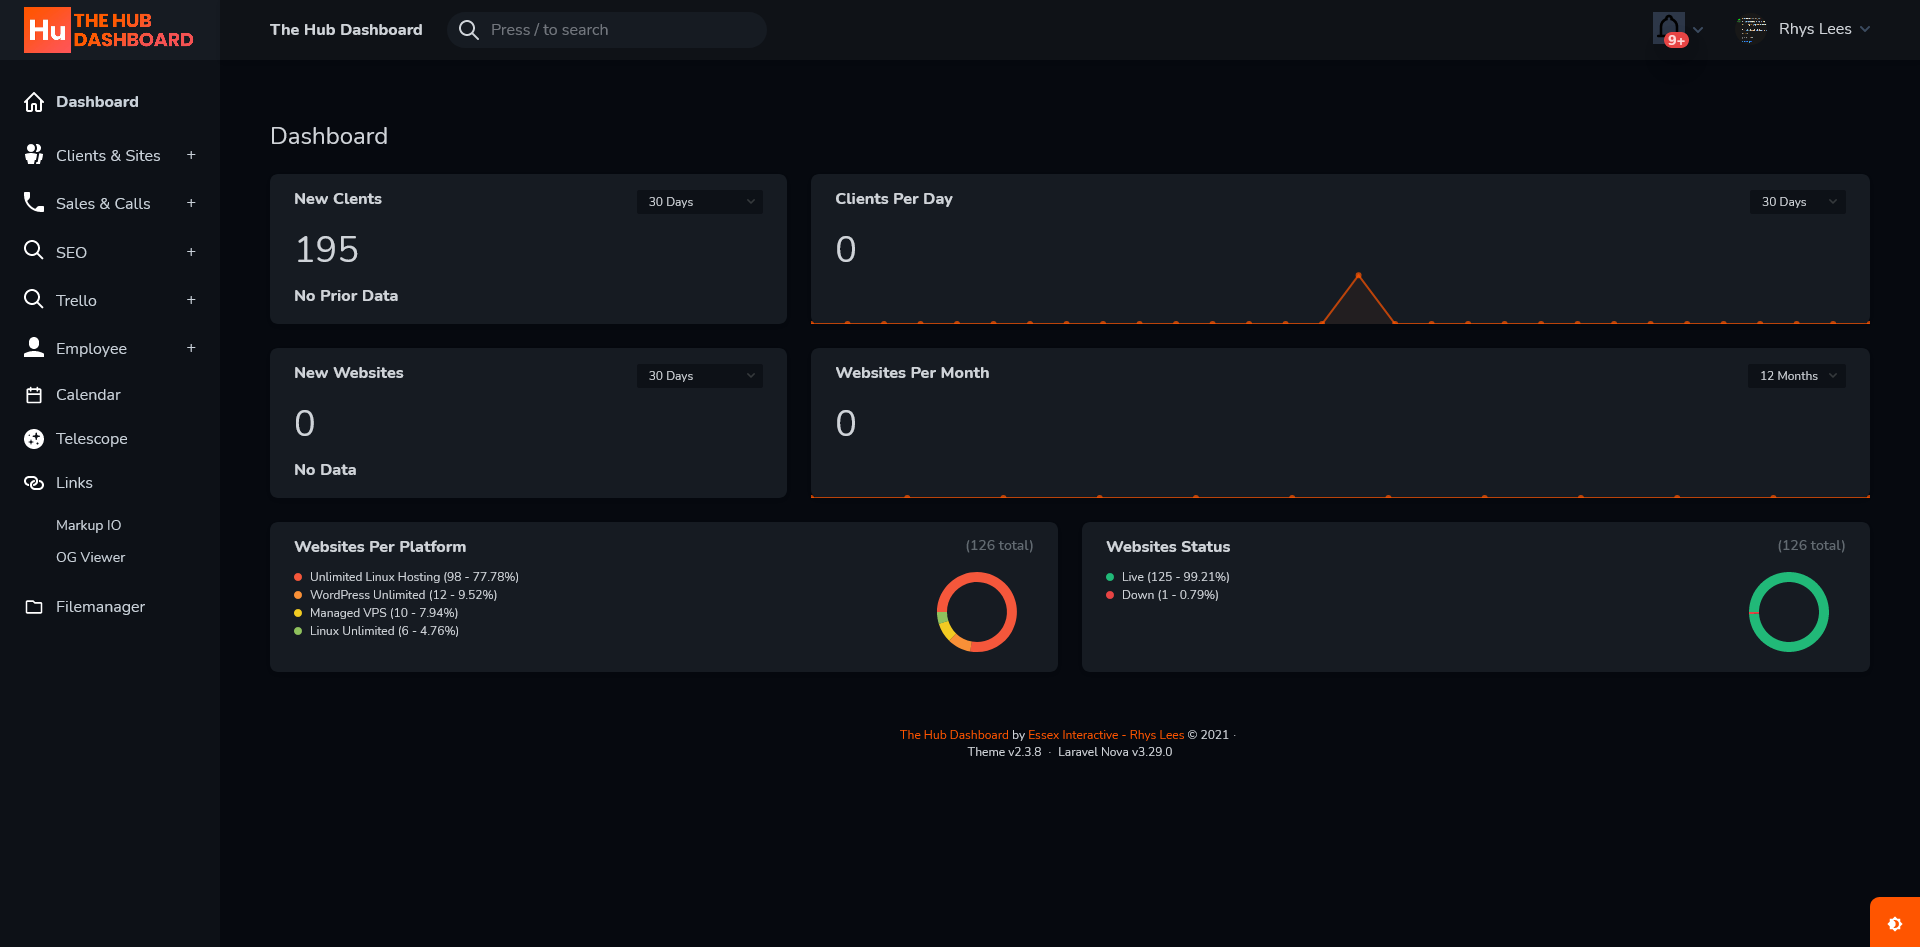 Hu THE HUB
DASHBOARD
The Hub Dashboard
Press / to search
9+
Rhys Lees
Dashboard
Clients & Sites +
Sales & Calls +
SEO +
Trello +
Employee +
Calendar
Telescope
Links
Markup IO
OG Viewer
Filemanager
Dashboard
New Clents
30 Days
195
No Prior Data
Clients Per Day
30 Days
0
New Websites
30 Days
0
No Data
Websites Per Month
12 Months
0
Websites Per Platform
(126 total)
Unlimited Linux Hosting (98 - 77.78%)
WordPress Unlimited (12 - 9.52%)
Managed VPS (10 - 7.94%)
Linux Unlimited (6 - 4.76%)
Websites Status
(126 total)
Live (125 - 99.21%)
Down (1 - 0.79%)
The Hub Dashboard by Essex Interactive - Rhys Lees © 2021 ·
Theme v2.3.8 · Laravel Nova v3.29.0